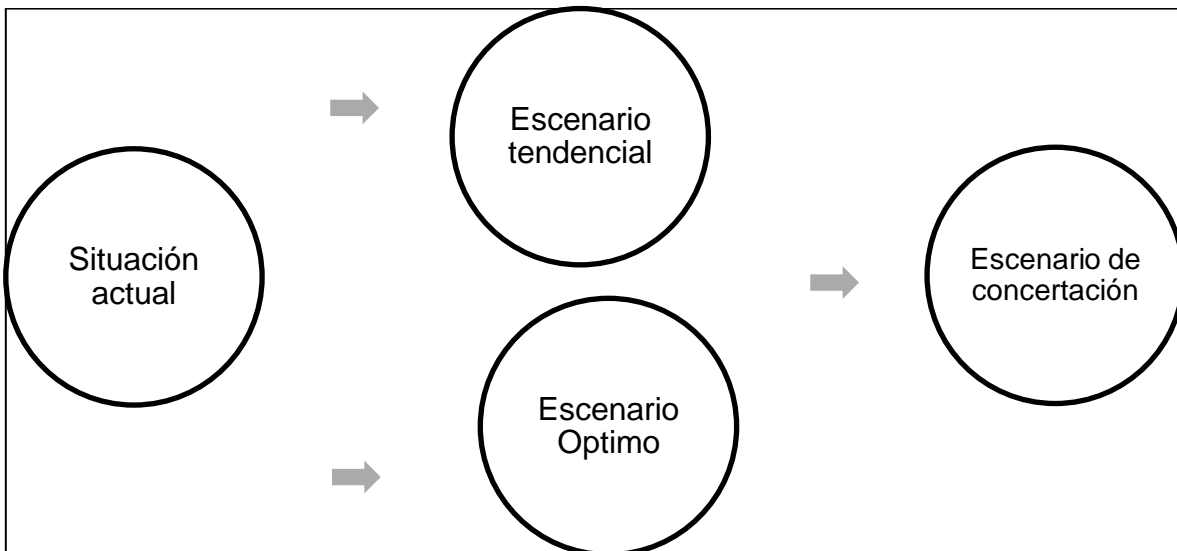 Situación
actual
Escenario
tendencial
Escenario
Optimo
Escenario de
concertación